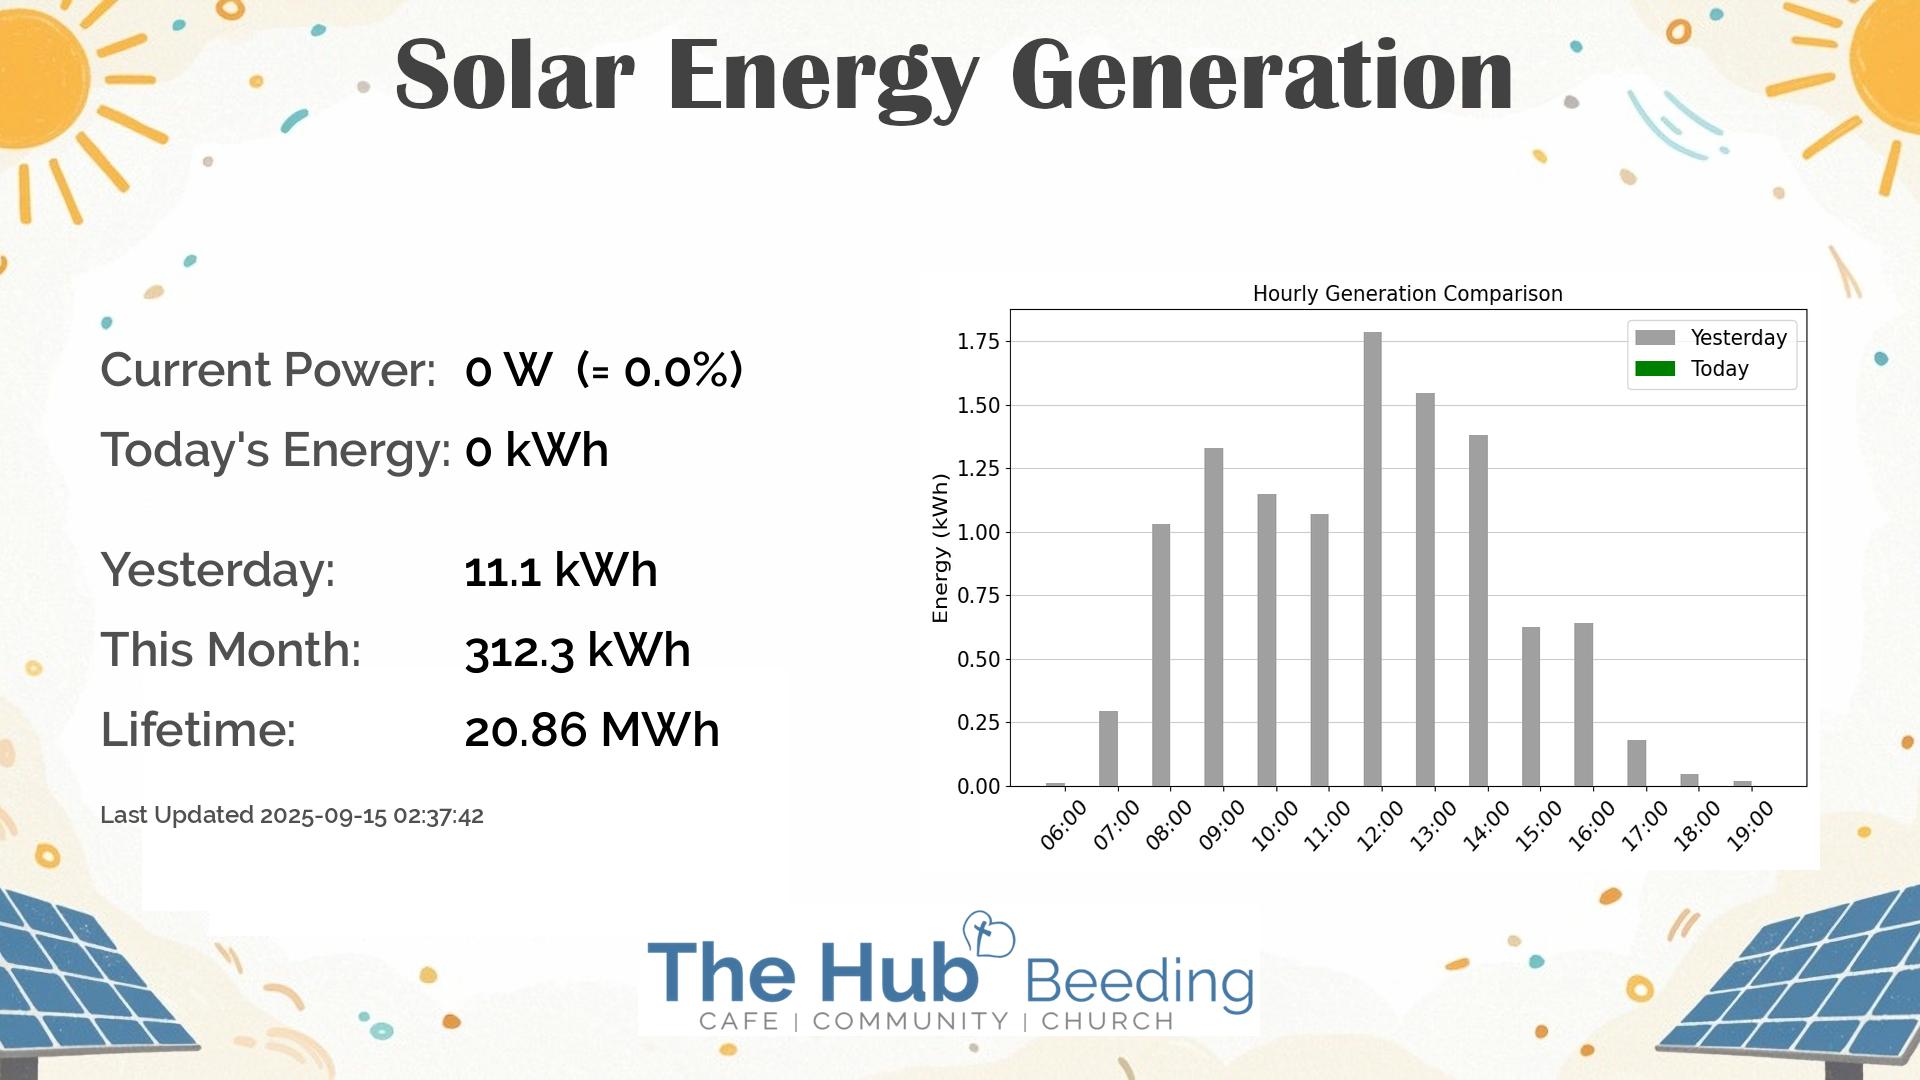 Solar Energy Generation
Current Power: 0 W (= 0.0%)
Today's Energy: 0 kWh
Yesterday: 11.1 kWh
This Month: 312.3 kWh
Lifetime: 20.86 MWh
Last Updated 2025-09-15 02:37:42
Hourly Generation Comparison
Yesterday
Today
Energy (kWh)
1.75
1.50
1.25
1.00
0.75
0.50
0.25
0.00
06:00 07:00 08:00 09:00 10:00 11:00 12:00 13:00 14:00 15:00 16:00 17:00 18:00 19:00
The Hub Beeding
CAFE | COMMUNITY | CHURCH